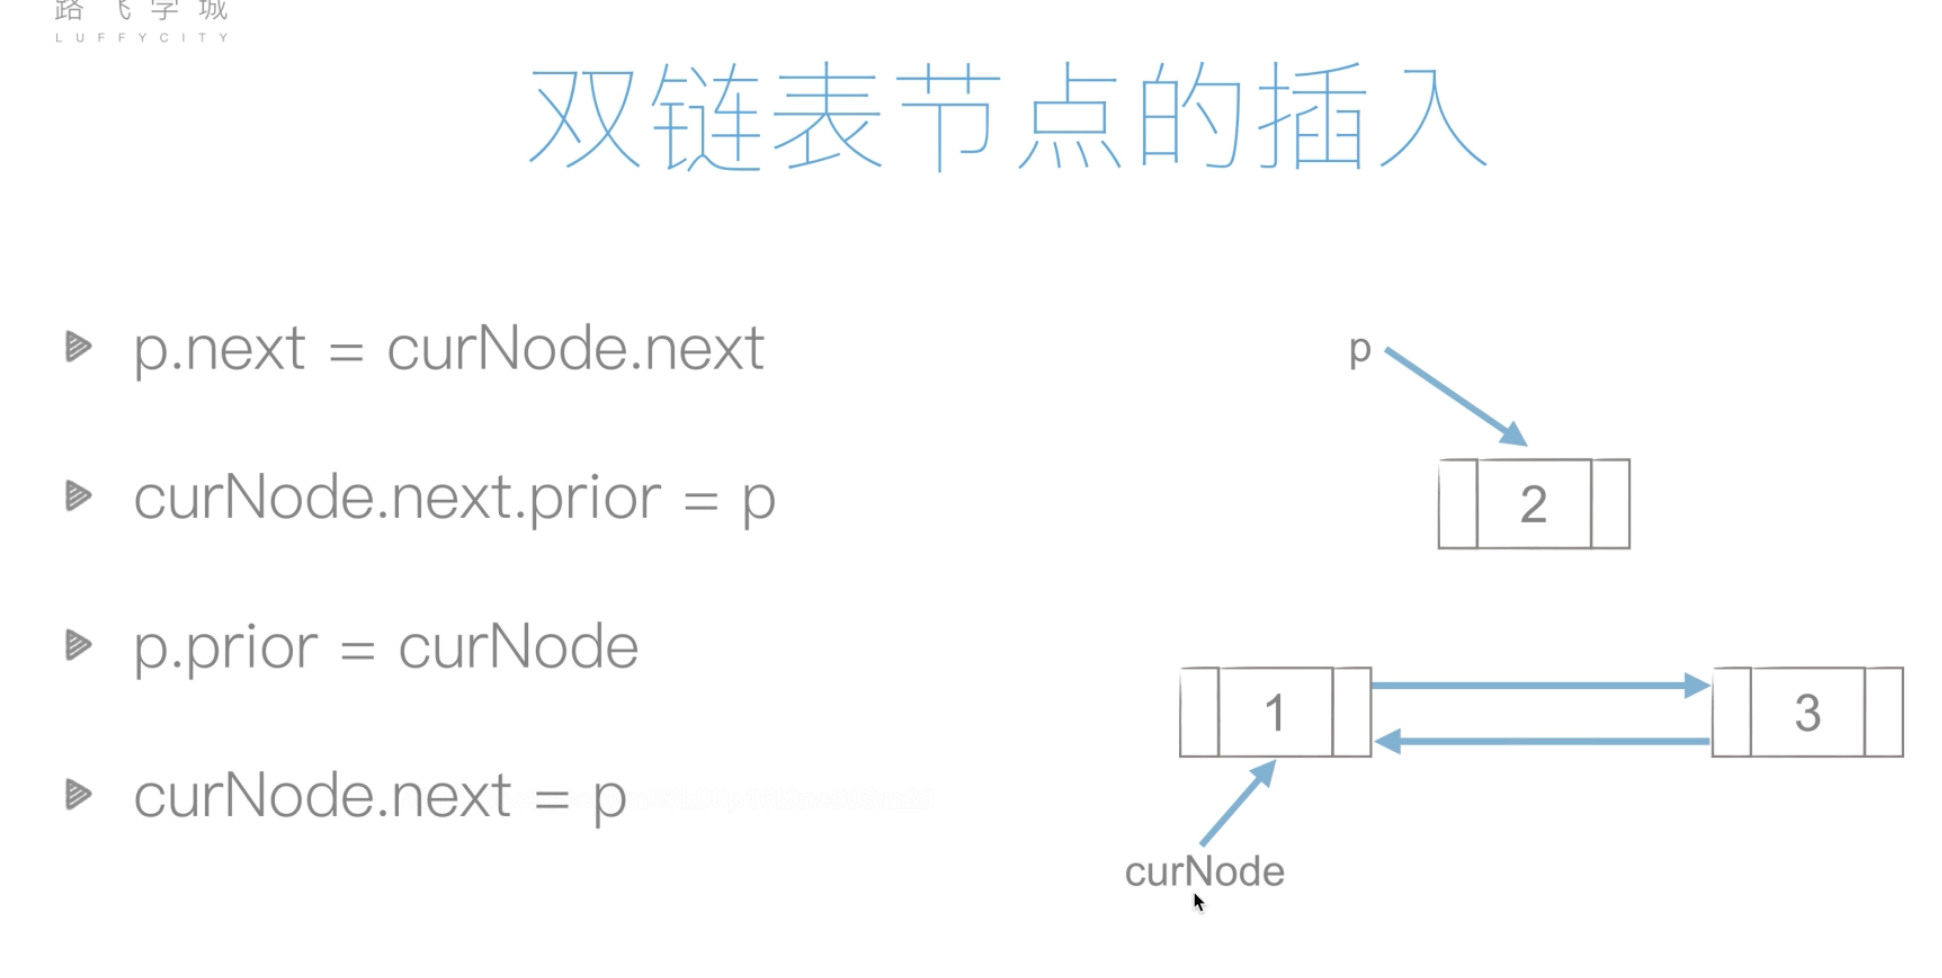 路飞学城
LUFFYCITY
双链表节点的插入
p.next = curNode.next
curNode.next.prior = p
p.prior = curNode
curNode.next = p
p
2
1
3
curNode